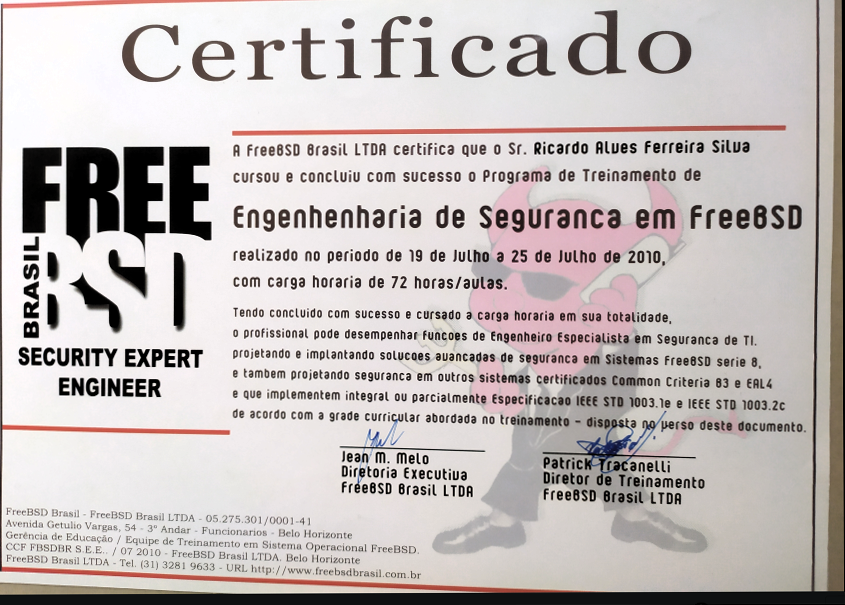 Certificado
FREE
BSD
BRASIL
SECURITY EXPERT
ENGINEER
A FreeBSD Brasil LTDA certifica que o Sr. Ricardo Alves Ferreira Silva
cursou e concluiu com sucesso o Programa de Treinamento de
Engenhenharia de Seguranca em FreeBSD
realizado no periodo de 19 de Julho a 25 de Julho de 2010,
com carga horaria de 72 horas/aulas.
Tendo concluido com sucesso e cursado a carga horaria em sua totalidade,
o profissional pode desempenhar funcoes de Engenheiro Especialista em Seguranca de TI.
projetando e implantando solucoes avancadas de seguranca em Sistemas FreeBSD serie 8,
e tambem projetando seguranca em outros sistemas certificados Common Criteria B3 e EAL4
e que implementem integral ou parcialmente Especificacao IEEE STD 1003.1e e IEEE STD 1003.2c
de acordo com a grade curricular abordada no treinamento - disposta no verso deste documento.
Jean M. Melo
Diretoria Executiva
FreeBSD Brasil LTDA
Patrick Tracanelli
Diretor de Treinamento
FreeBSD Brasil LTDA
FreeBSD Brasil - FreeBSD Brasil LTDA - 05.275.301/0001-41
Avenida Getulio Vargas, 54 - 3º Andar - Funcionarios - Belo Horizonte
Gerência de Educação / Equipe de Treinamento em Sistema Operacional FreeBSD.
CCF FBSDBR S.E.E.. / 07 2010 - FreeBSD Brasil LTDA. Belo Horizonte
FreeBSD Brasil LTDA - Tel. (31) 3281 9633 - URL http://www.freebsdbrasil.com.br